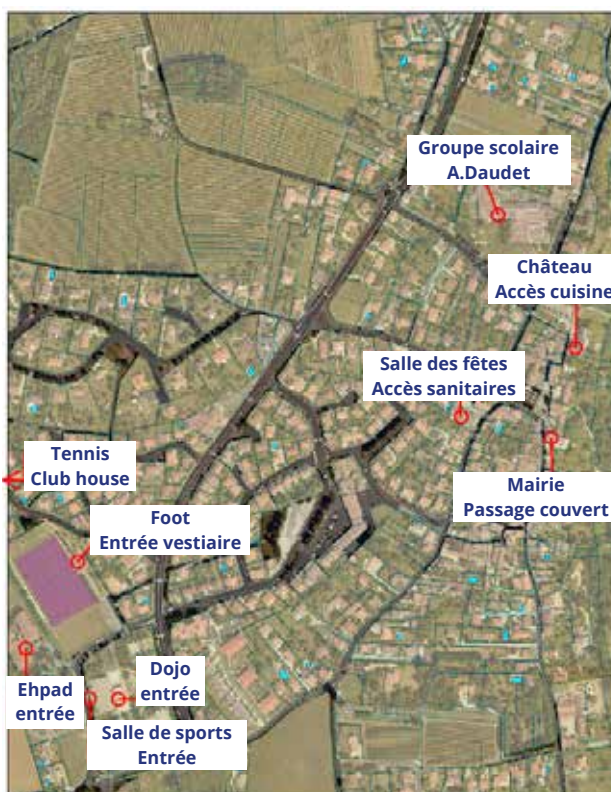 Groupe scolaire
A.Daudet
Château
Accès cuisine
Salle des fêtes
Accès sanitaires
Tennis
Club house
Mairie
Passage couvert
Foot
Entrée vestiaire
Dojo
entrée
Ehpad
entrée
Salle de sports
Entrée